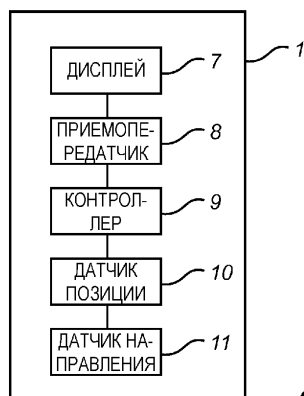 ДИСПЛЕЙ 7 1
ПРИЕМОПЕ-
РЕДАТЧИК 8
КОНТРОЛ-
ЛЕР 9
ДАТЧИК
ПОЗИЦИИ 10
ДАТЧИК НА-
ПРАВЛЕНИЯ 11